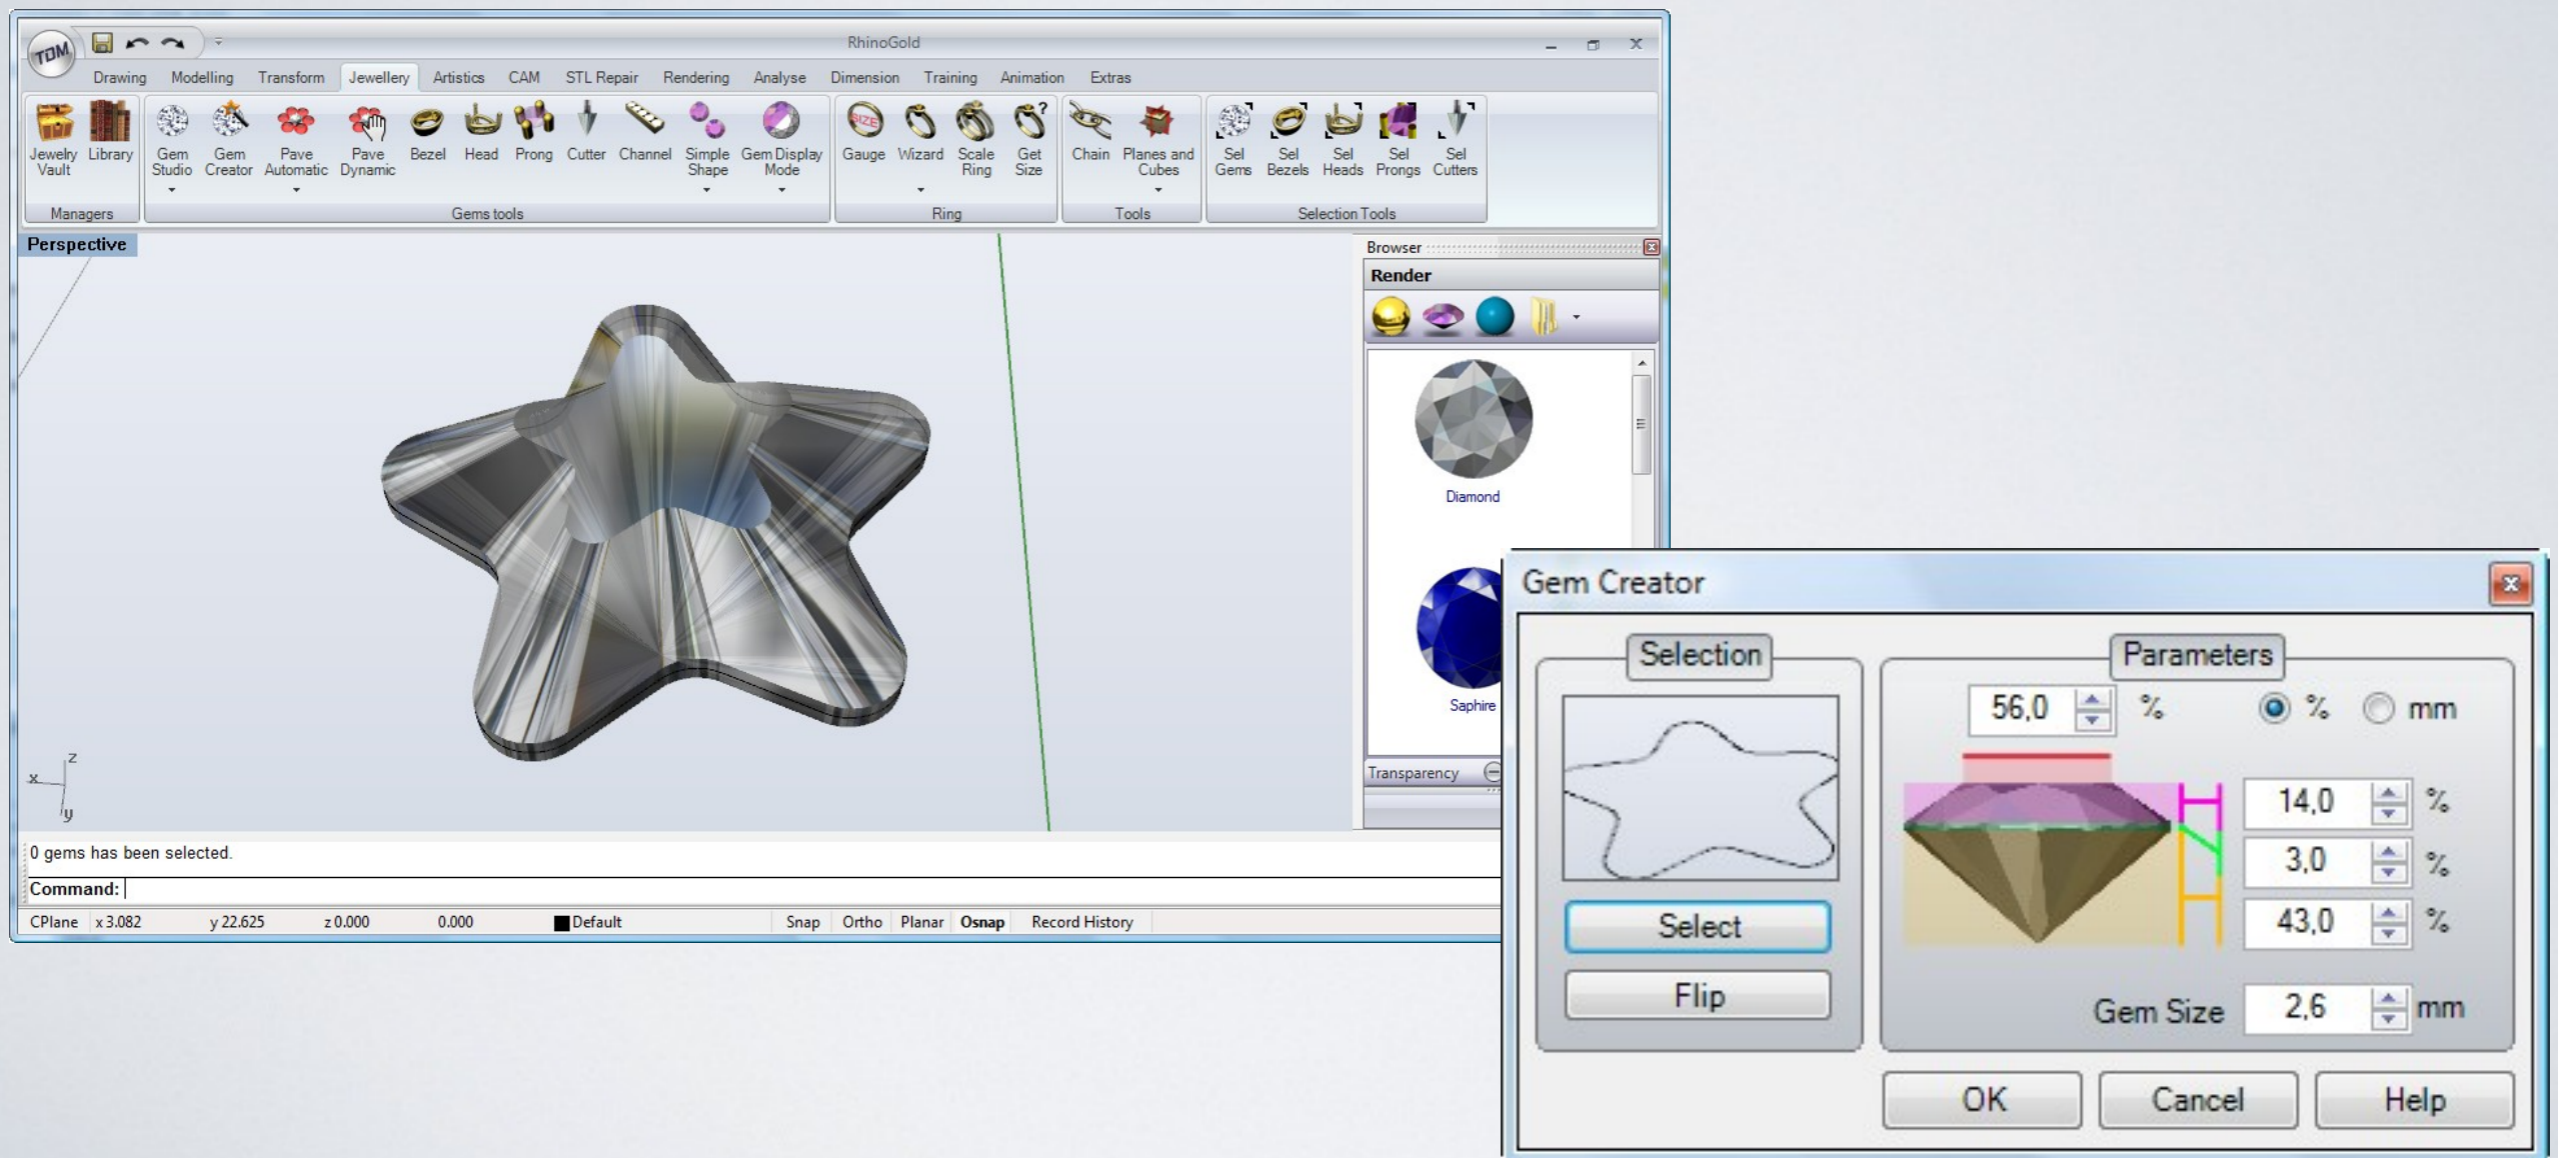 RhinoGold
TDM
Drawing Modelling Transform Jewellery Artistics CAM STL Repair Rendering Analyse Dimension Training Animation Extras
Jewelry Vault
Library
Gem Studio
Gem Creator
Pave Automatic
Pave Dynamic
Bezel
Head
Prong
Cutter
Channel
Simple Shape
Gem Display Mode
SIZE
Gauge
Wizard
Scale Ring
?
Get Size
Chain
Planes and Cubes
Sel Gems
Sel Bezels
Sel Heads
Sel Prongs
Sel Cutters
Managers Gems tools Ring Tools Selection Tools
Perspective
Browser
Render
Diamond
Saphire
Transparency
z
x
y
0 gems has been selected.
Command:
CPlane x 3.082 y 22.625 z 0.000 0.000 Default Snap Ortho Planar Osnap Record History
Gem Creator
Selection
Select
Flip
Parameters
56,0 % % mm
14,0 %
3,0 %
43,0 %
Gem Size 2,6 mm
OK Cancel Help